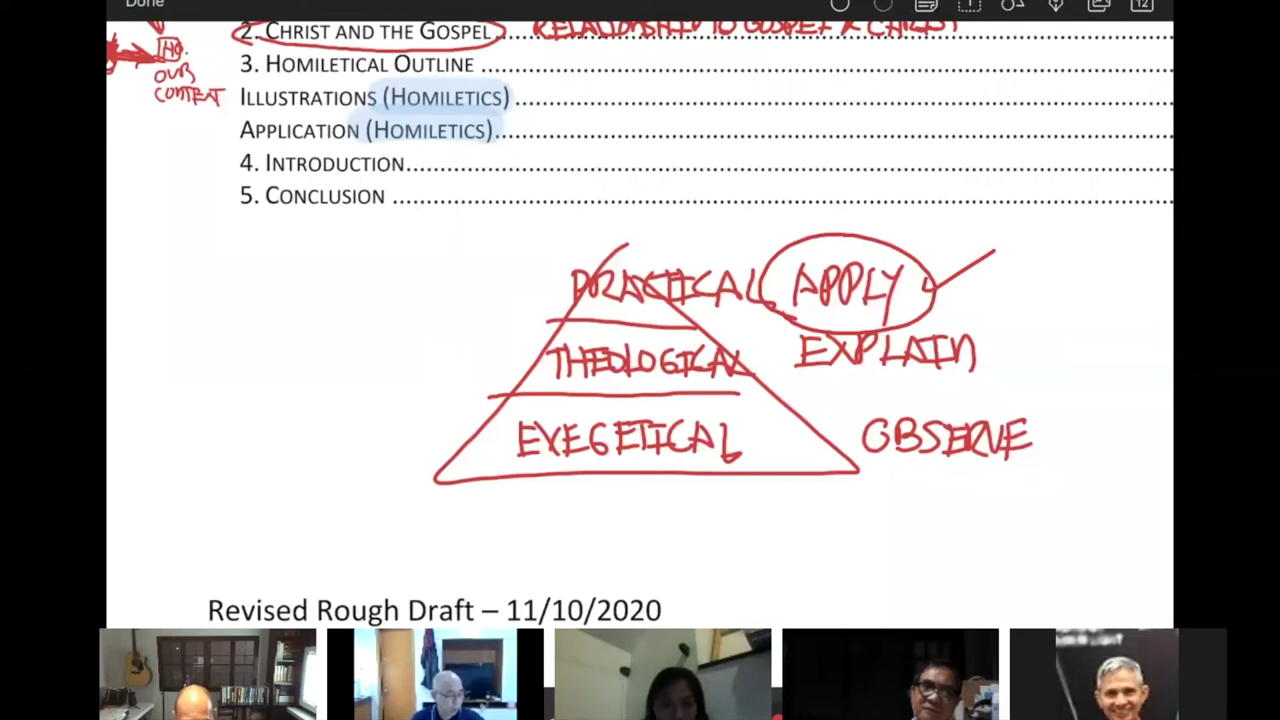 Done
12
2. CHRIST AND THE GOSPEL RELATIONSHIP TO GOSPEL & CHRIST
HO.
OUR
CONTEXT
3. HOMILETICAL OUTLINE
ILLUSTRATIONS (HOMILETICS)
APPLICATION (HOMILETICS)
4. INTRODUCTION
5. CONCLUSION
PRACTICAL APPLY
THEOLOGICAL EXPLAIN
EXEGETICAL OBSERVE
Revised Rough Draft – 11/10/2020